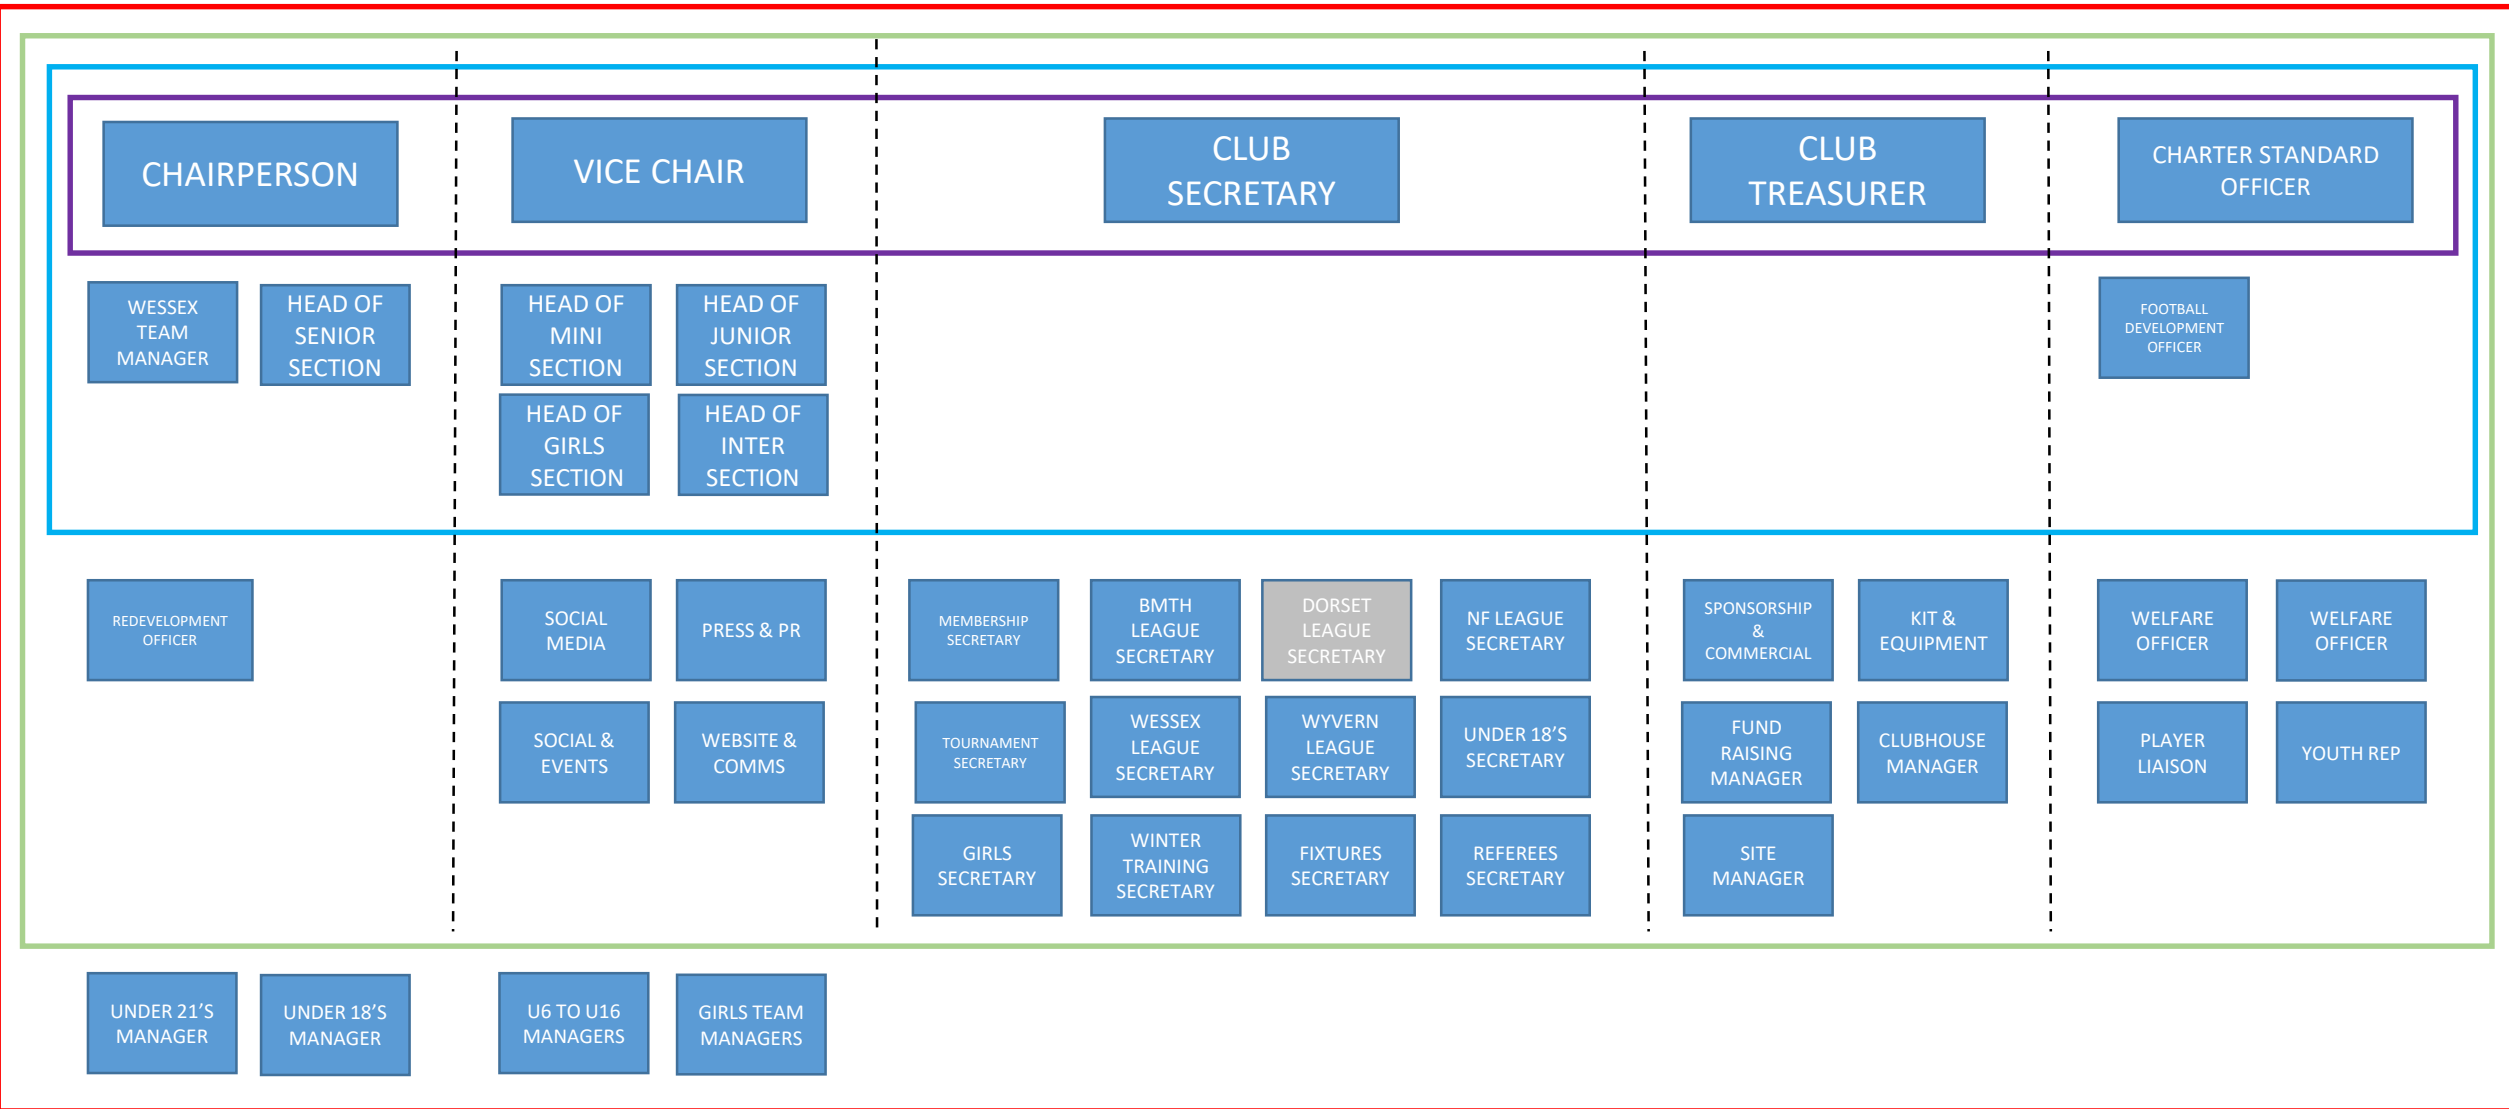 CHAIRPERSON
VICE CHAIR
CLUB
SECRETARY
CLUB
TREASURER
CHARTER STANDARD
OFFICER
WESSEX
TEAM
MANAGER
HEAD OF
SENIOR
SECTION
HEAD OF
MINI
SECTION
HEAD OF
JUNIOR
SECTION
HEAD OF
GIRLS
SECTION
HEAD OF
INTER
SECTION
FOOTBALL
DEVELOPMENT
OFFICER
REDEVELOPMENT
OFFICER
SOCIAL
MEDIA
PRESS & PR
SOCIAL &
EVENTS
WEBSITE &
COMMS
MEMBERSHIP
SECRETARY
BMTH
LEAGUE
SECRETARY
DORSET
LEAGUE
SECRETARY
NF LEAGUE
SECRETARY
TOURNAMENT
SECRETARY
WESSEX
LEAGUE
SECRETARY
WYVERN
LEAGUE
SECRETARY
UNDER 18’S
SECRETARY
GIRLS
SECRETARY
WINTER
TRAINING
SECRETARY
FIXTURES
SECRETARY
REFEREES
SECRETARY
SPONSORSHIP
&
COMMERCIAL
KIT &
EQUIPMENT
FUND
RAISING
MANAGER
CLUBHOUSE
MANAGER
SITE
MANAGER
WELFARE
OFFICER
WELFARE
OFFICER
PLAYER
LIAISON
YOUTH REP
UNDER 21’S
MANAGER
UNDER 18’S
MANAGER
U6 TO U16
MANAGERS
GIRLS TEAM
MANAGERS